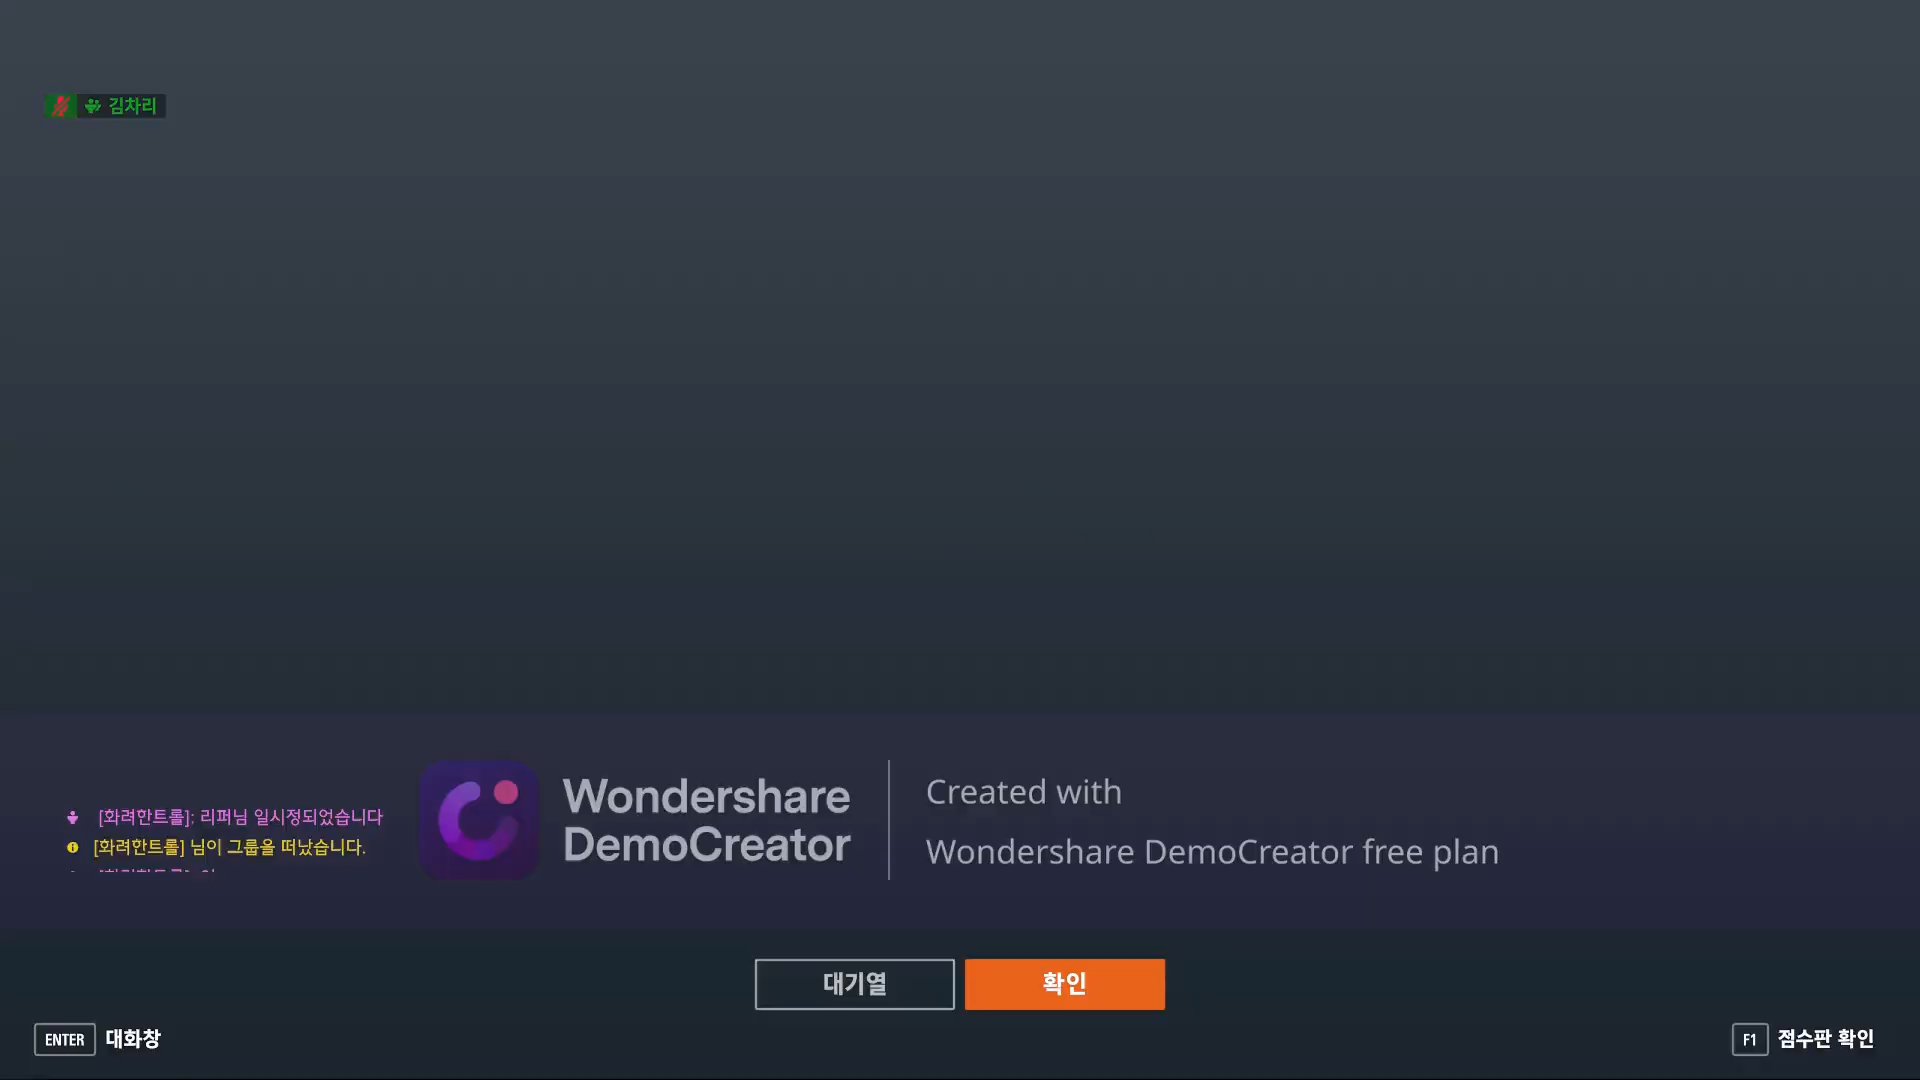 김차리
[화려한트롤]: 리퍼님 일시정되었습니다
[화려한트롤] 님이 그룹을 떠났습니다.
Wondershare
DemoCreator
Created with
Wondershare DemoCreator free plan
대기열
확인
ENTER 대화창
F1 점수판 확인